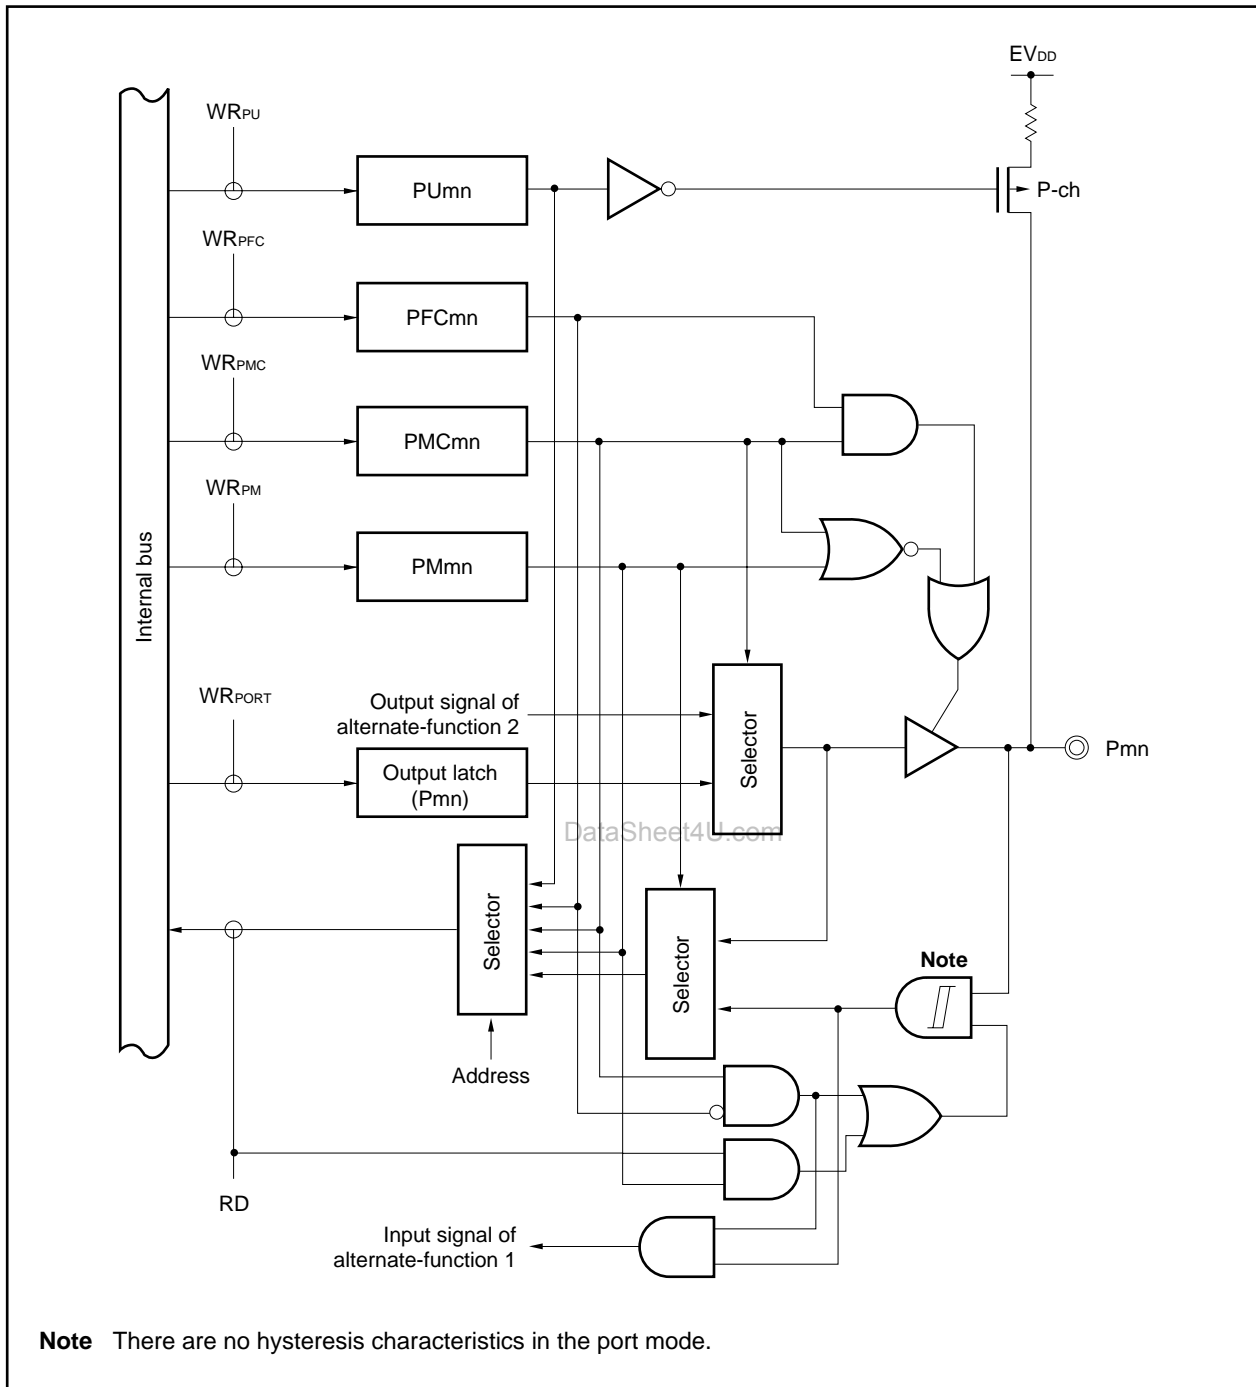 EVDD
WRPU
PUmn
P-ch
WRPFC
PFCmn
WRPMC
PMCmn
WRPM
PMmn
Internal bus
WRPORT
Output signal of
alternate-function 2
Selector
Pmn
Output latch
(Pmn)
DataSheet4U.com
Selector
Selector
Note
Address
RD
Input signal of
alternate-function 1
Note There are no hysteresis characteristics in the port mode.